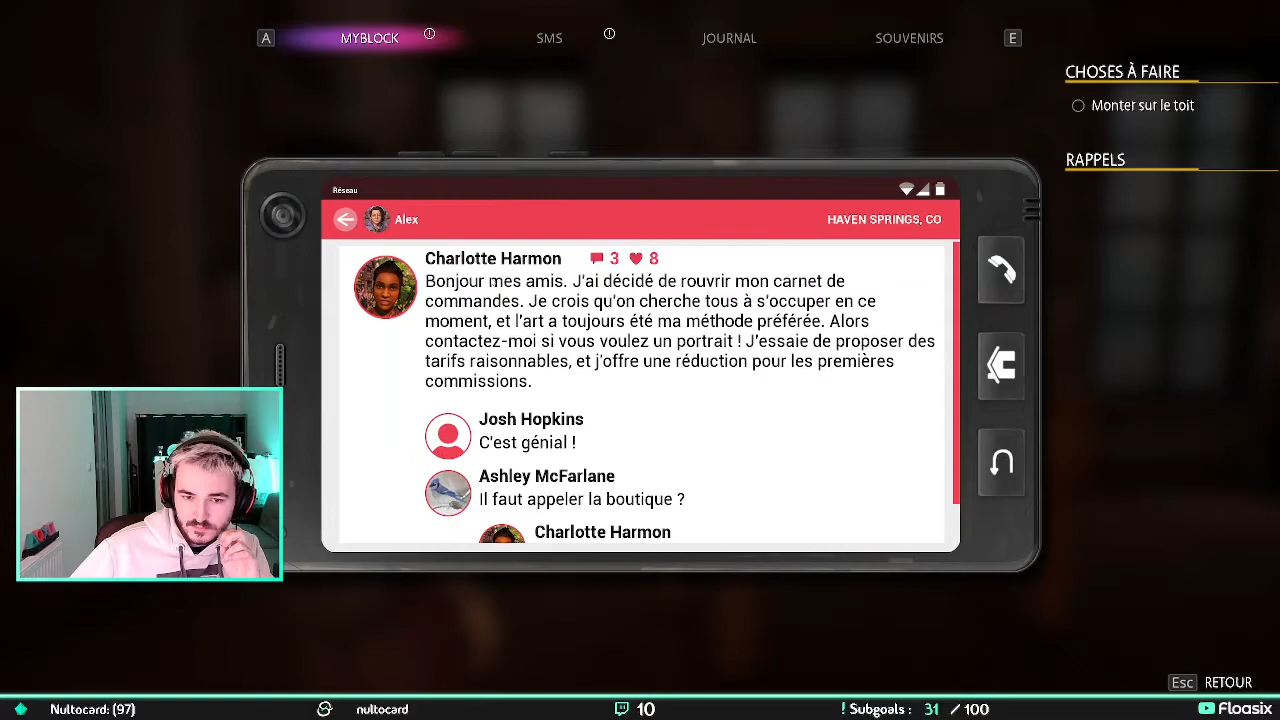 A MYBLOCK SMS JOURNAL SOUVENIRS E
CHOSES À FAIRE
Monter sur le toit
RAPPELS
Réseau
Alex HAVEN SPRINGS, CO
Charlotte Harmon 3 8
Bonjour mes amis. J'ai décidé de rouvrir mon carnet de
commandes. Je crois qu'on cherche tous à s'occuper en ce
moment, et l'art a toujours été ma méthode préférée. Alors
contactez-moi si vous voulez un portrait ! J'essaie de proposer des
tarifs raisonnables, et j'offre une réduction pour les premières
commissions.
Josh Hopkins
C'est génial !
Ashley McFarlane
Il faut appeler la boutique ?
Charlotte Harmon
Esc RETOUR
Nultocard: (97) nultocard 10 ! Subgoals : 31 / 100 Floasix